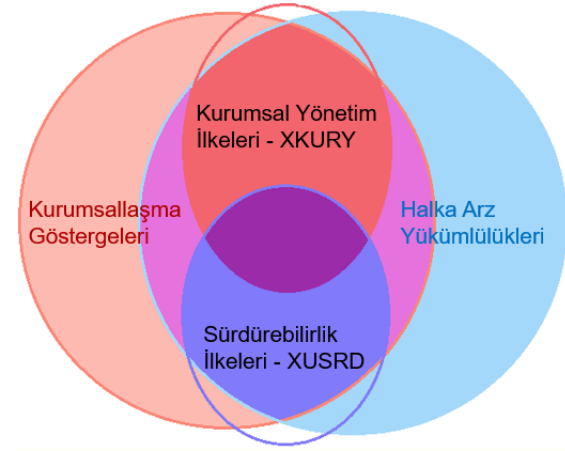 Kurumsal Yönetim
İlkeleri - XKURY
Kurumsallaşma
Göstergeleri
Halka Arz
Yükümlülükleri
Sürdürebilirlik
İlkeleri - XUSRD